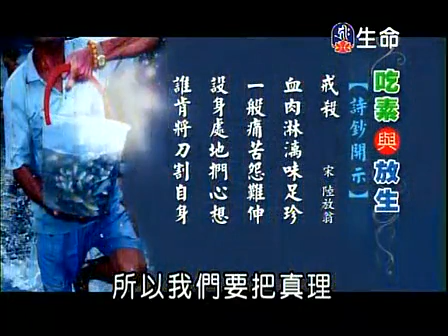 生命
吃素與放生
【詩鈔開示】
戒殺
宋 陸放翁
血肉淋漓味足珍
一般痛苦怨難伸
設身處地捫心想
誰肯將刀割自身
所以我們要把真理